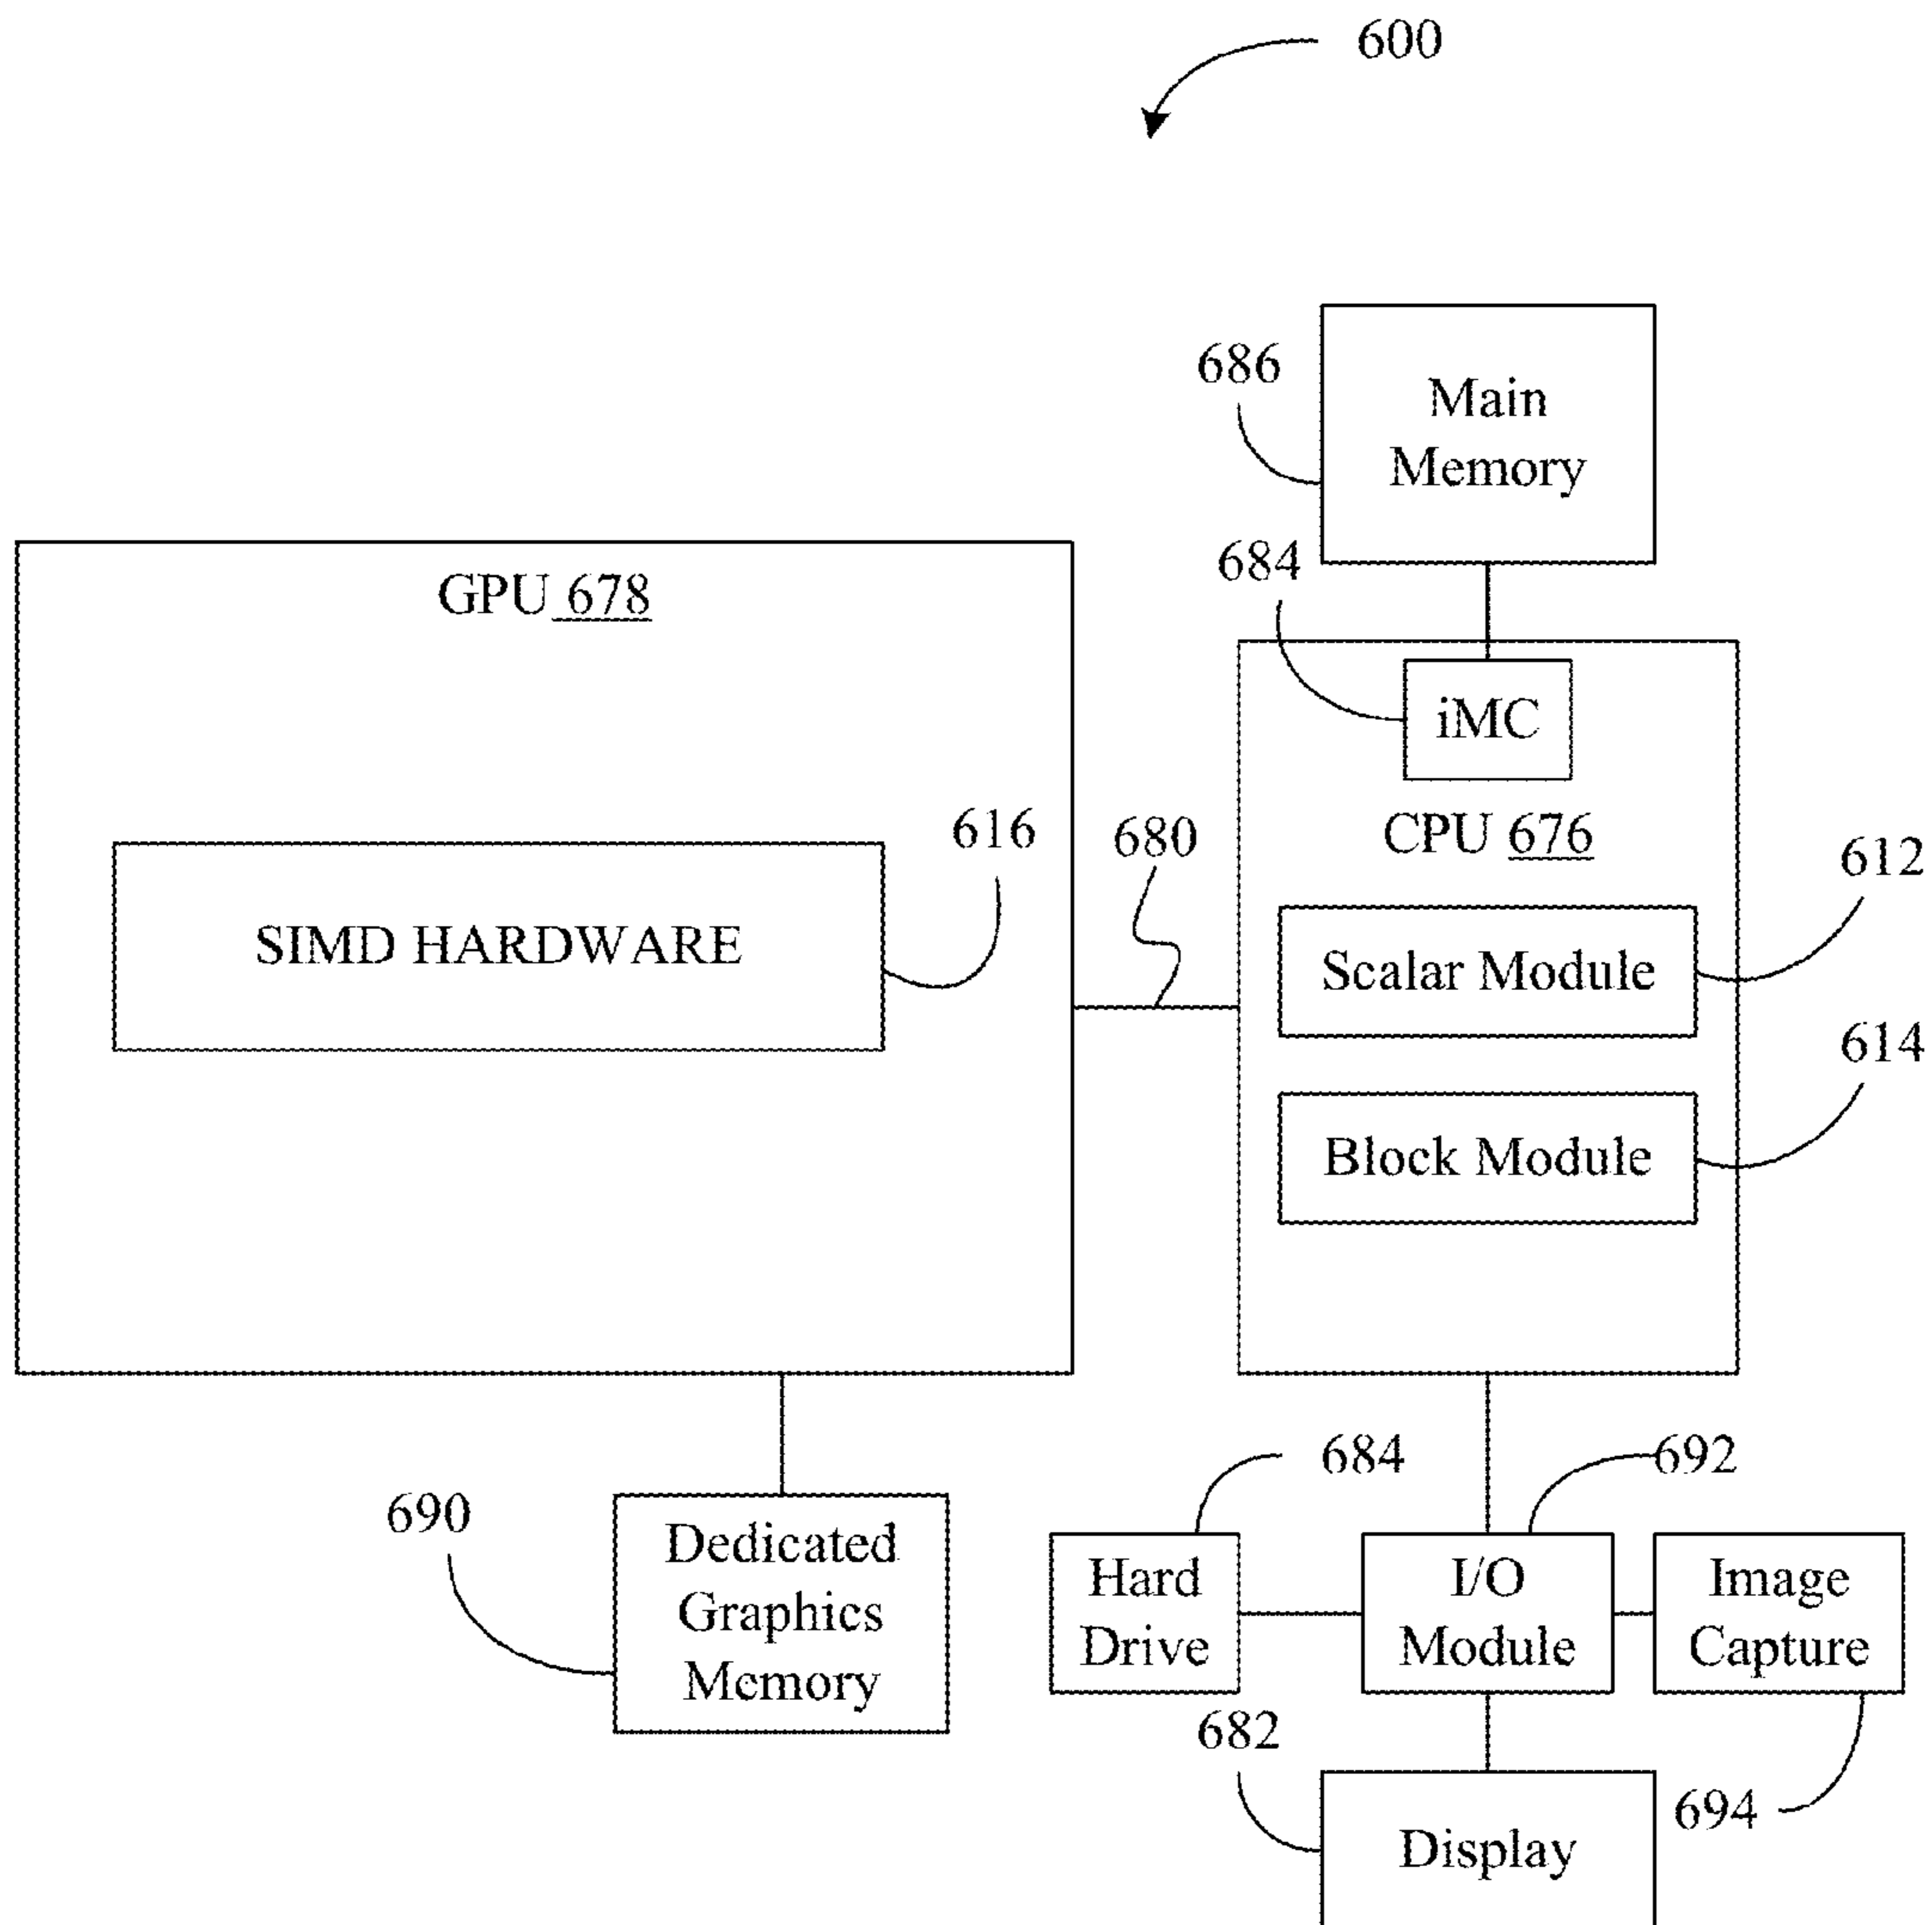 600
686
Main
Memory
684
GPU 678
iMC
616
680
CPU 676
612
SIMD HARDWARE
Scalar Module
614
Block Module
684
692
690
Dedicated
Graphics
Memory
Hard
Drive
I/O
Module
Image
Capture
682
694
Display